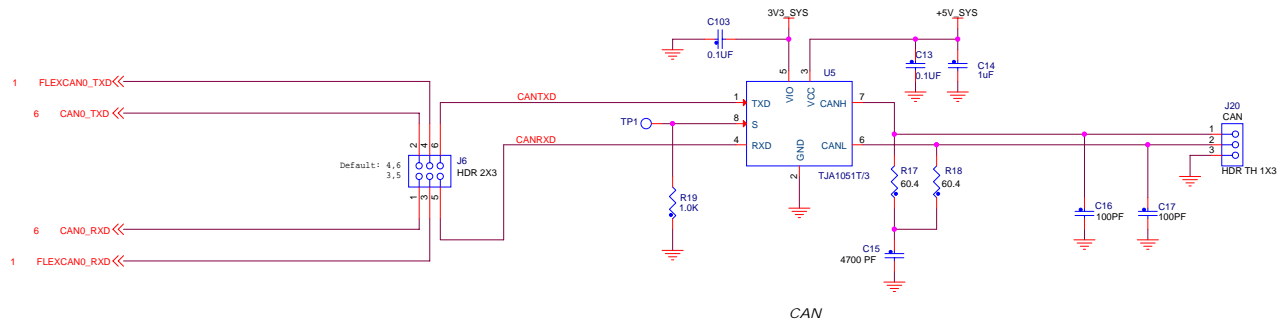 3V3_SYS
+5V_SYS
C103
0.1UF
C13
0.1UF
C14
1uF
1 FLEXCAN0_TXD
6 CAN0_TXD
CANTXD
CANRXD
TP1
U5
5
3
VIO
VCC
1 TXD
8 S
4 RXD
CANH 7
CANL 6
GND
2
TJA1051T/3
J20
CAN
1
2
3
HDR TH 1X3
2
4
6
Default: 4,6
3,5
J6
HDR 2X3
1
3
5
R19
1.0K
R17
60.4
R18
60.4
C16
100PF
C17
100PF
C15
4700 PF
6 CAN0_RXD
1 FLEXCAN0_RXD
CAN